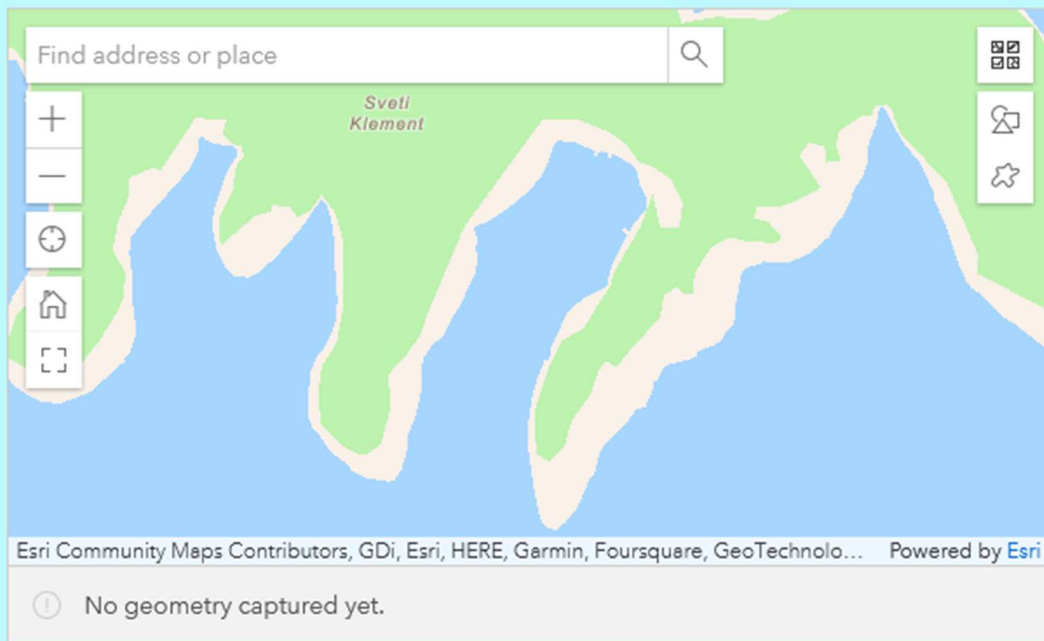 Find address or place
Sveti
Klement
Esri Community Maps Contributors, GDi, Esri, HERE, Garmin, Foursquare, GeoTechnolo... Powered by Esri
No geometry captured yet.